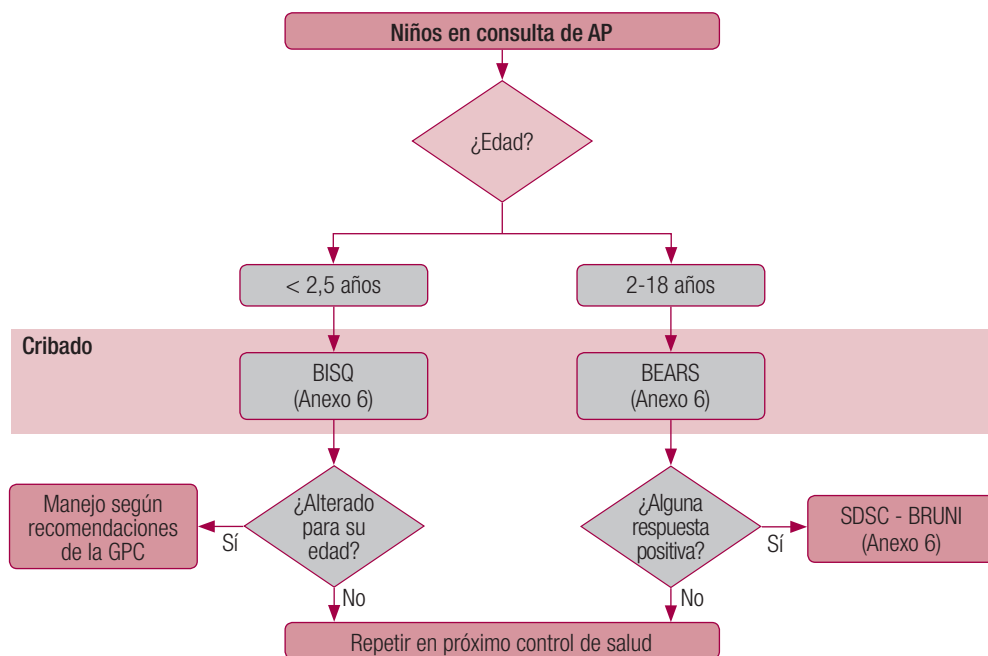 Niños en consulta de AP
¿Edad?
< 2,5 años
2-18 años
Cribado
BISQ
(Anexo 6)
BEARS
(Anexo 6)
Manejo según
recomendaciones
de la GPC
Sí
¿Alterado
para su
edad?
¿Alguna
respuesta
positiva?
Sí
SDSC - BRUNI
(Anexo 6)
No
No
Repetir en próximo control de salud